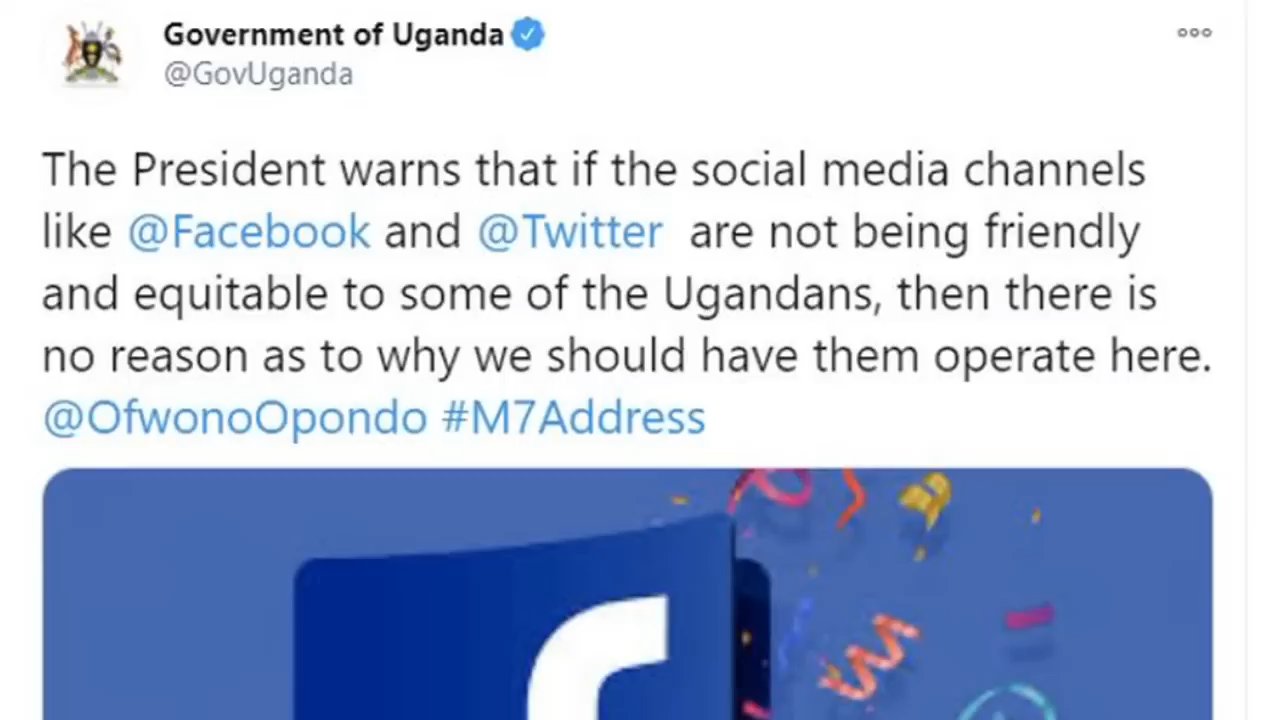 Government of Uganda
@GovUganda
The President warns that if the social media channels
like @Facebook and @Twitter are not being friendly
and equitable to some of the Ugandans, then there is
no reason as to why we should have them operate here.
@OfwonoOpondo #M7Address
f